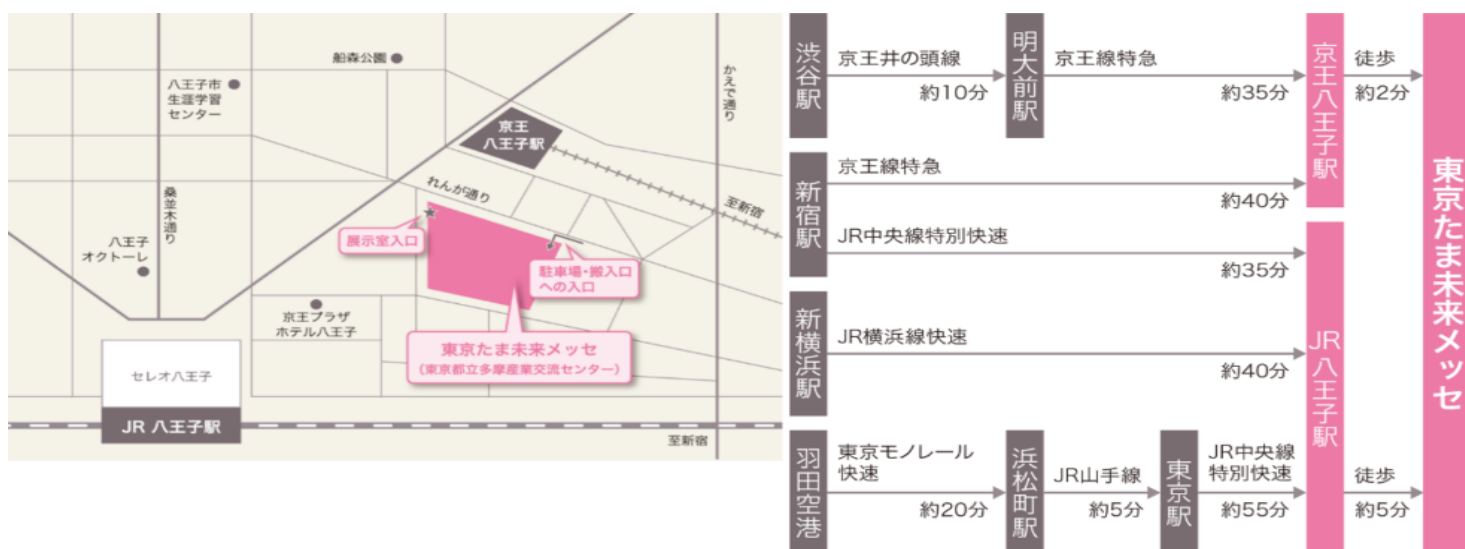 船森公園
八王子市
生涯学習
センター
かえで通り
京王
八王子駅
れんが通り
至新宿
桑並木通り
展示室入口
八王子
オクトーレ
駐車場・搬入口
への入口
京王プラザ
ホテル八王子
東京たま未来メッセ
（東京都立多摩産業交流センター）
セレオ八王子
JR 八王子駅
至新宿
渋谷駅
京王井の頭線
約10分
明大前駅
京王線特急
約35分
京王八王子駅
徒歩
約2分
東京たま未来メッセ
新宿駅
京王線特急
約40分
JR中央線特別快速
約35分
新横浜駅
JR横浜線快速
約40分
JR八王子駅
羽田空港
東京モノレール
快速
約20分
浜松町駅
JR山手線
約5分
東京駅
JR中央線
特別快速
約55分
徒歩
約5分